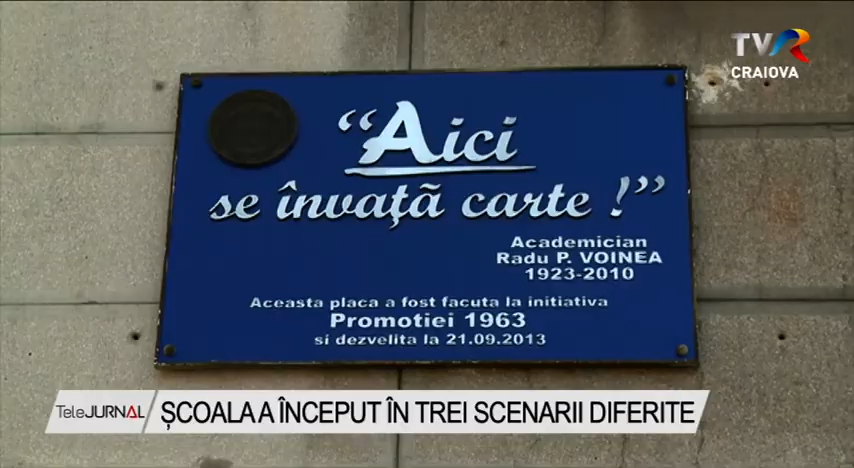 TVR
CRAIOVA
“Aici
se învaţă carte !”
Academician
Radu P. VOINEA
1923-2010
Aceasta placa a fost facuta la initiativa
Promotiei 1963
si dezvelita la 21.09.2013
TeleJURNAL
ȘCOALA A ÎNCEPUT ÎN TREI SCENARII DIFERITE